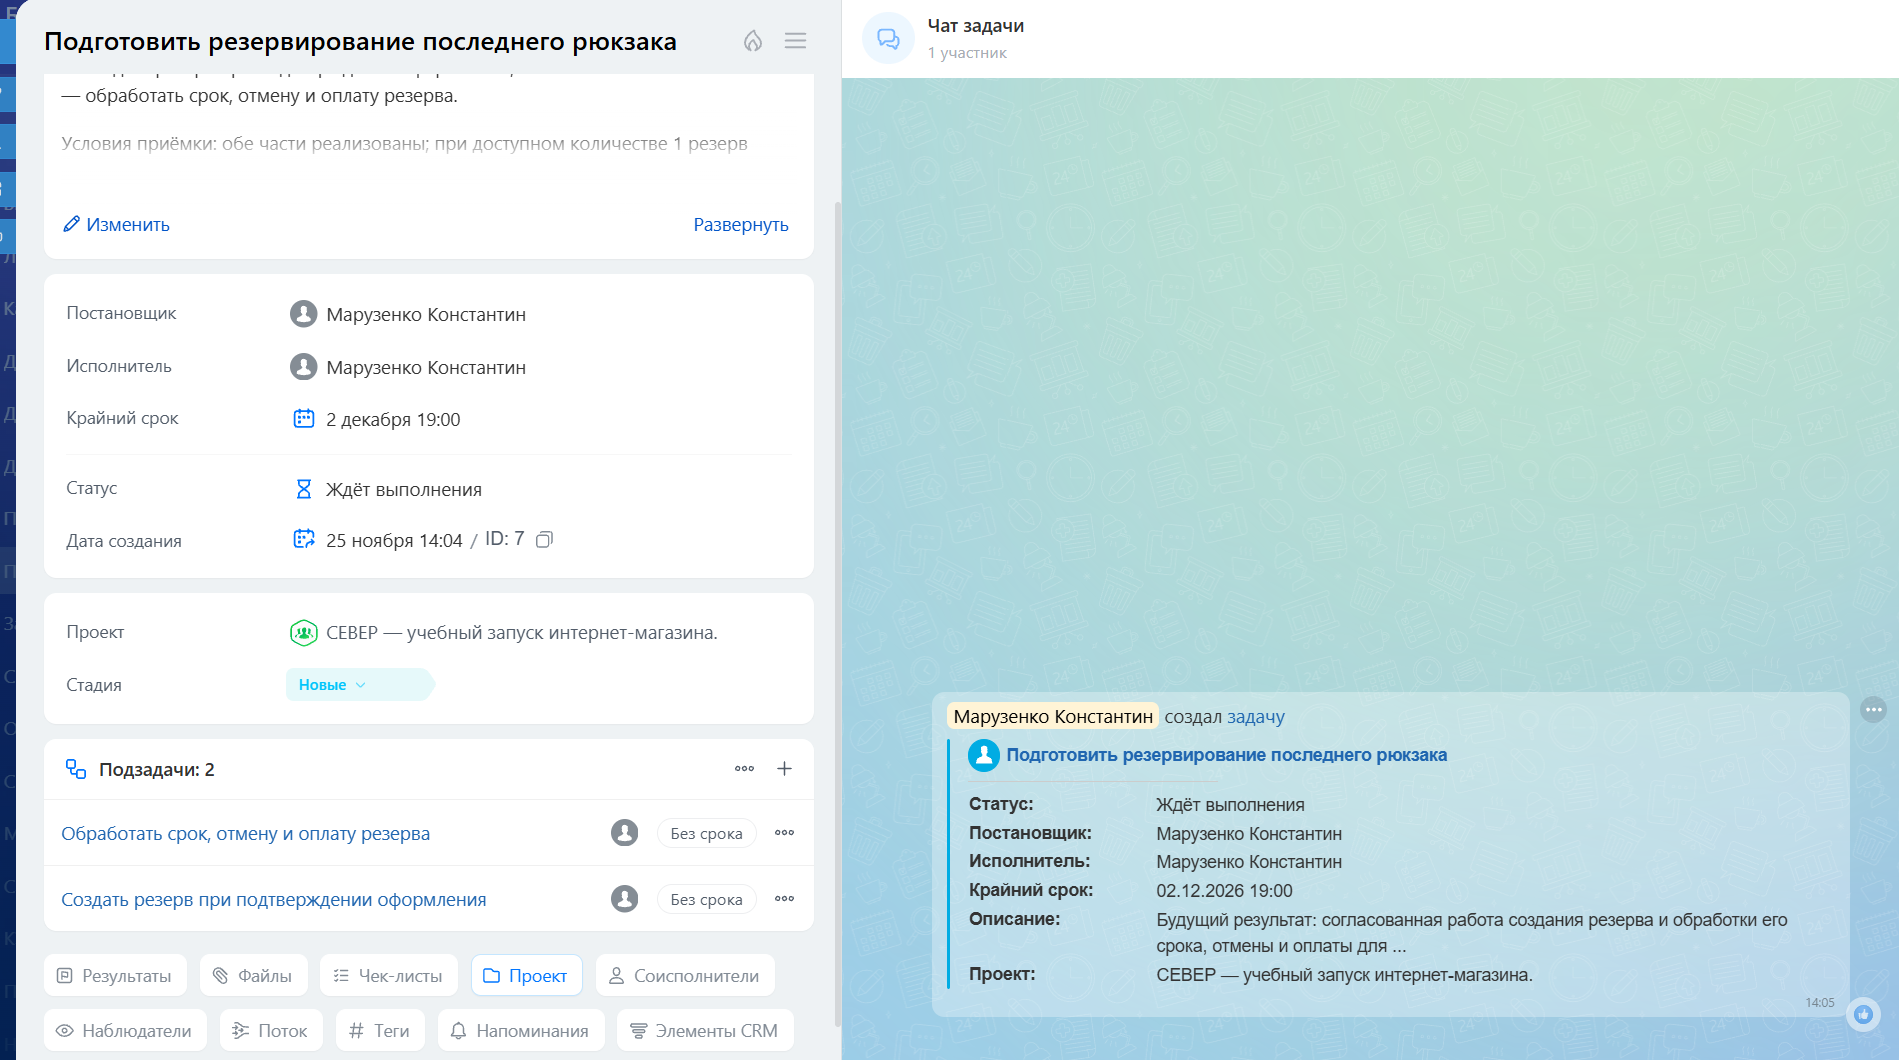 Подготовить резервирование последнего рюкзака
— обработать срок, отмену и оплату резерва.
Условия приёмки: обе части реализованы; при доступном количестве 1 резерв
Изменить
Развернуть
Постановщик
Марузенко Константин
Исполнитель
Марузенко Константин
Крайний срок
2 декабря 19:00
Статус
Ждёт выполнения
Дата создания
25 ноября 14:04 / ID: 7
Проект
СЕВЕР — учебный запуск интернет-магазина.
Стадия
Новые
Подзадачи: 2
Обработать срок, отмену и оплату резерва
Без срока
Создать резерв при подтверждении оформления
Без срока
Результаты
Файлы
Чек-листы
Проект
Соисполнители
Наблюдатели
Поток
Теги
Напоминания
Элементы CRM
Чат задачи
1 участник
Марузенко Константин создал задачу
Подготовить резервирование последнего рюкзака
Статус: Ждёт выполнения
Постановщик: Марузенко Константин
Исполнитель: Марузенко Константин
Крайний срок: 02.12.2026 19:00
Описание: Будущий результат: согласованная работа создания резерва и обработки его
срока, отмены и оплаты для ...
Проект: СЕВЕР — учебный запуск интернет-магазина.
14:05